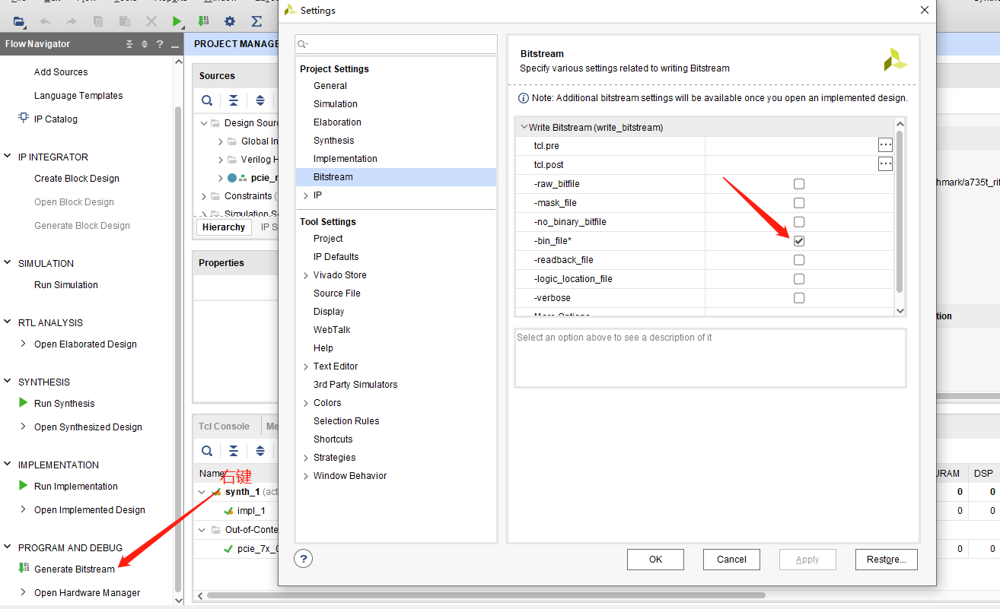 Settings
Flow Navigator
?
PROJECT MANAGE
Add Sources
Language Templates
IP Catalog
IP INTEGRATOR
Create Block Design
Open Block Design
Generate Block Design
SIMULATION
Run Simulation
RTL ANALYSIS
Open Elaborated Design
SYNTHESIS
Run Synthesis
Open Synthesized Design
IMPLEMENTATION
Run Implementation
Open Implemented Design
PROGRAM AND DEBUG
Generate Bitstream
Open Hardware Manager
Sources
Design Sour
Global In
Verilog H
pcie_r
Constraints (
Simulation S
Hierarchy
IP S
Properties
Tcl Console
Me
Name
右键
synth_1 (act
impl_1
Out-of-Conte
pcie_7x_0
Project Settings
General
Simulation
Elaboration
Synthesis
Implementation
Bitstream
IP
Tool Settings
Project
IP Defaults
Vivado Store
Source File
Display
WebTalk
Help
Text Editor
3rd Party Simulators
Colors
Selection Rules
Shortcuts
Strategies
Window Behavior
Bitstream
Specify various settings related to writing Bitstream
Note: Additional bitstream settings will be available once you open an implemented design.
Write Bitstream (write_bitstream)
tcl.pre
tcl.post
-raw_bitfile
-mask_file
-no_binary_bitfile
-bin_file*
-readback_file
-logic_location_file
-verbose
More Options
Select an option above to see a description of it
?
OK
Cancel
Apply
Restore...
hmark/a735t_rif
tion
URAM
DSP
0
0
0
0
0
0